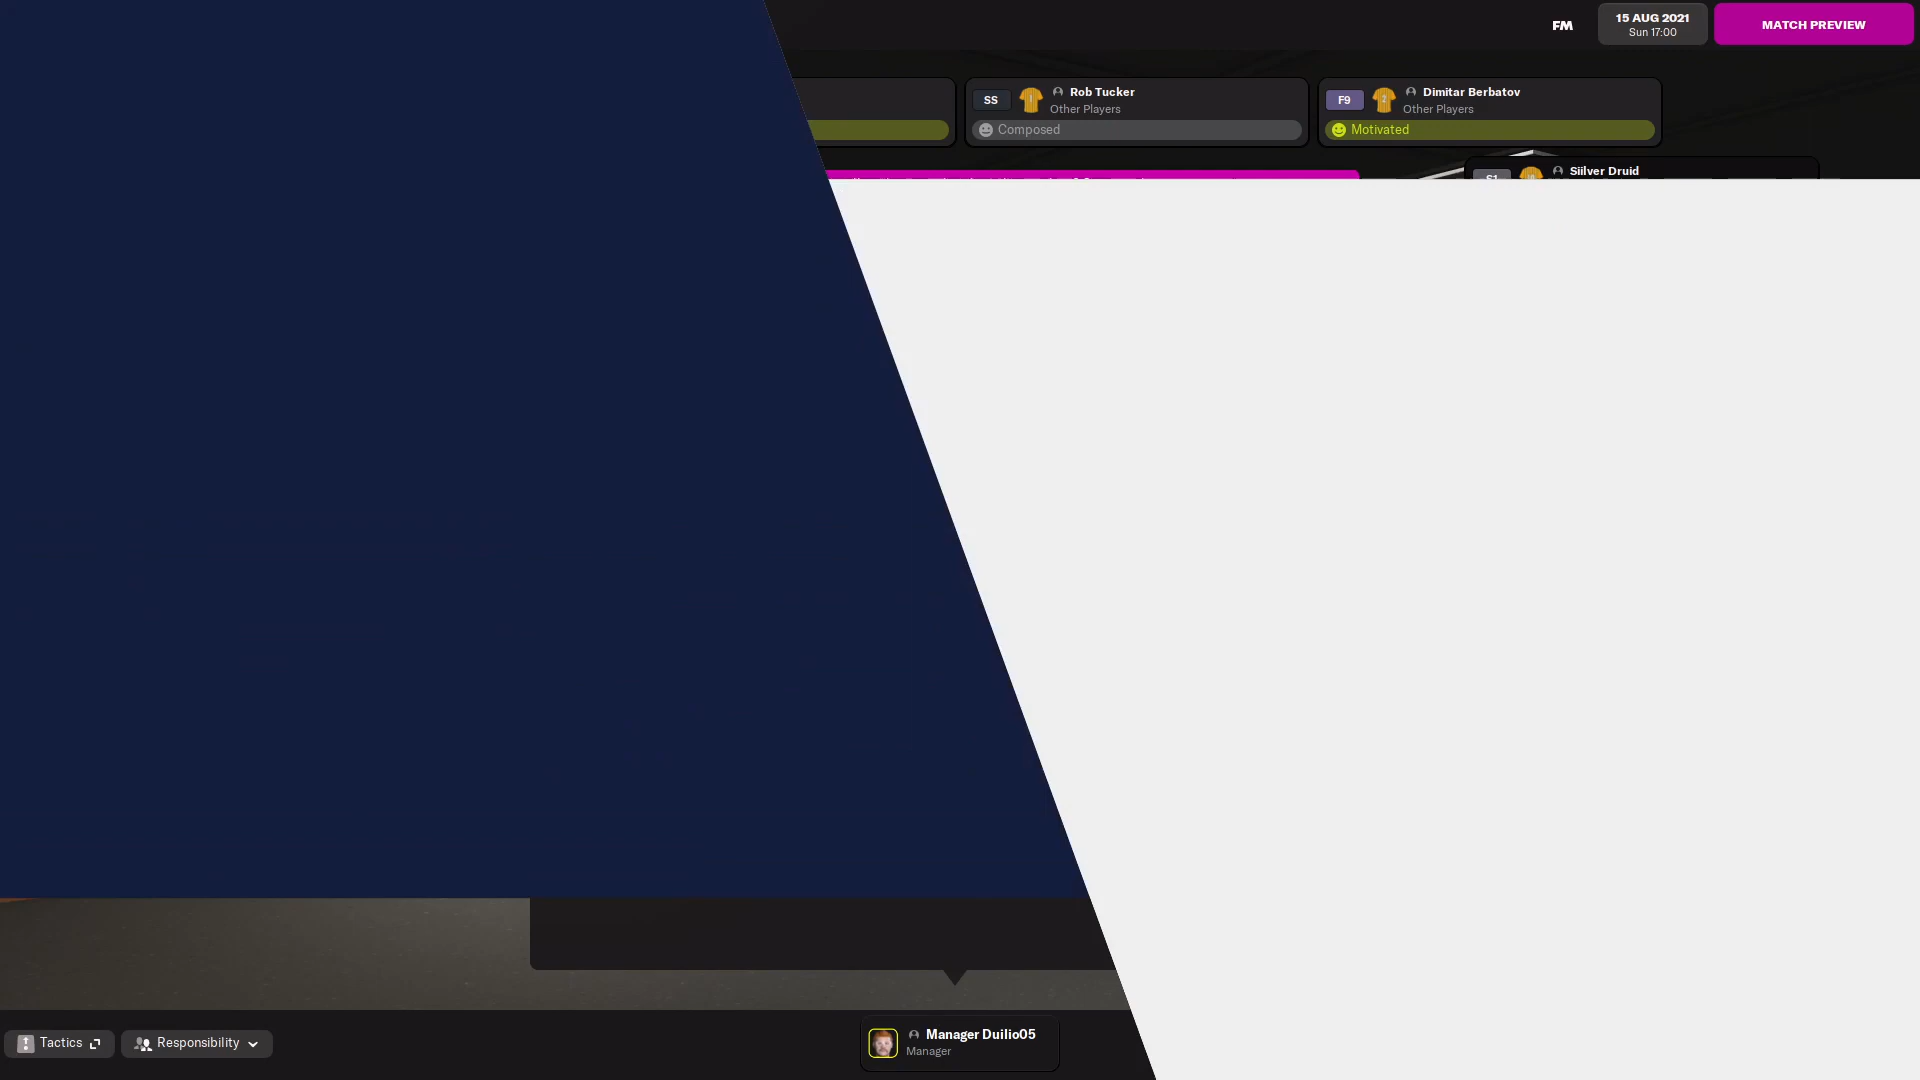 FM
15 AUG 2021
Sun 17:00
MATCH PREVIEW
SS
Rob Tucker
Other Players
Composed
F9
Dimitar Berbatov
Other Players
Motivated
Siilver Druid
Tactics
Responsibility
Manager Duilio05
Manager